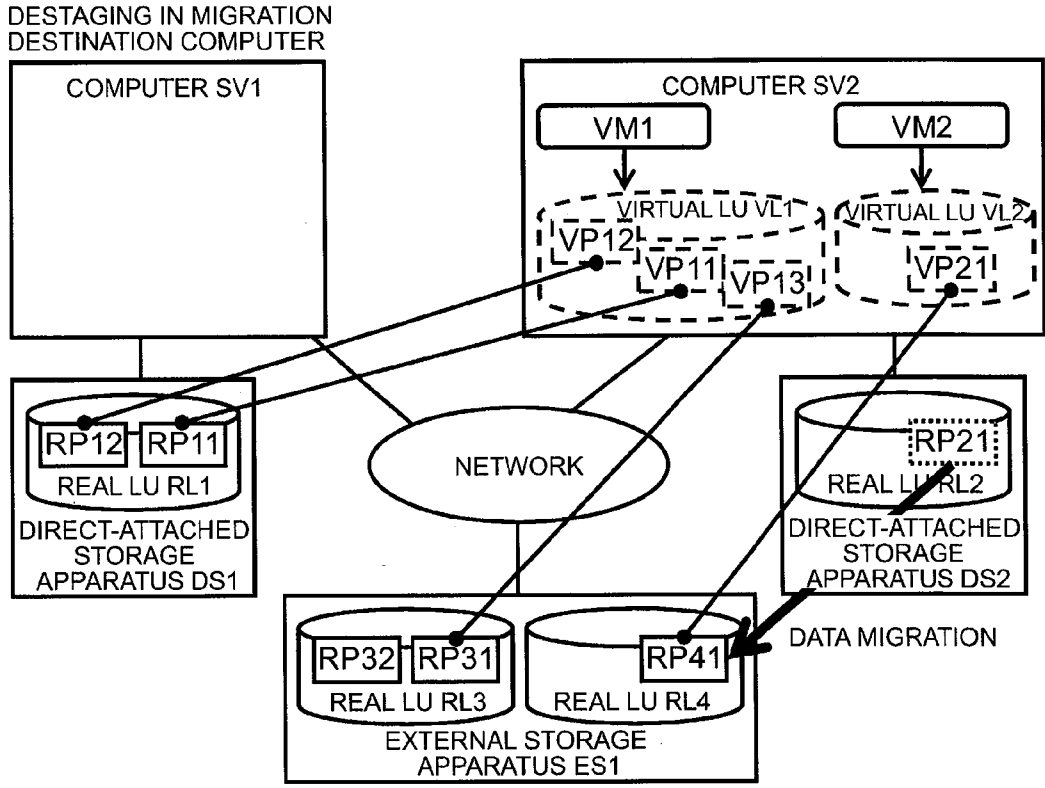 DESTAGING IN MIGRATION
DESTINATION COMPUTER
COMPUTER SV1
COMPUTER SV2
VM1
VM2
VIRTUAL LU VL1
VIRTUAL LU VL2
VP12
VP11
VP13
VP21
RP12
RP11
REAL LU RL1
DIRECT-ATTACHED
STORAGE
APPARATUS DS1
NETWORK
RP21
REAL LU RL2
DIRECT-ATTACHED
STORAGE
APPARATUS DS2
DATA MIGRATION
RP32
RP31
REAL LU RL3
RP41
REAL LU RL4
EXTERNAL STORAGE
APPARATUS ES1